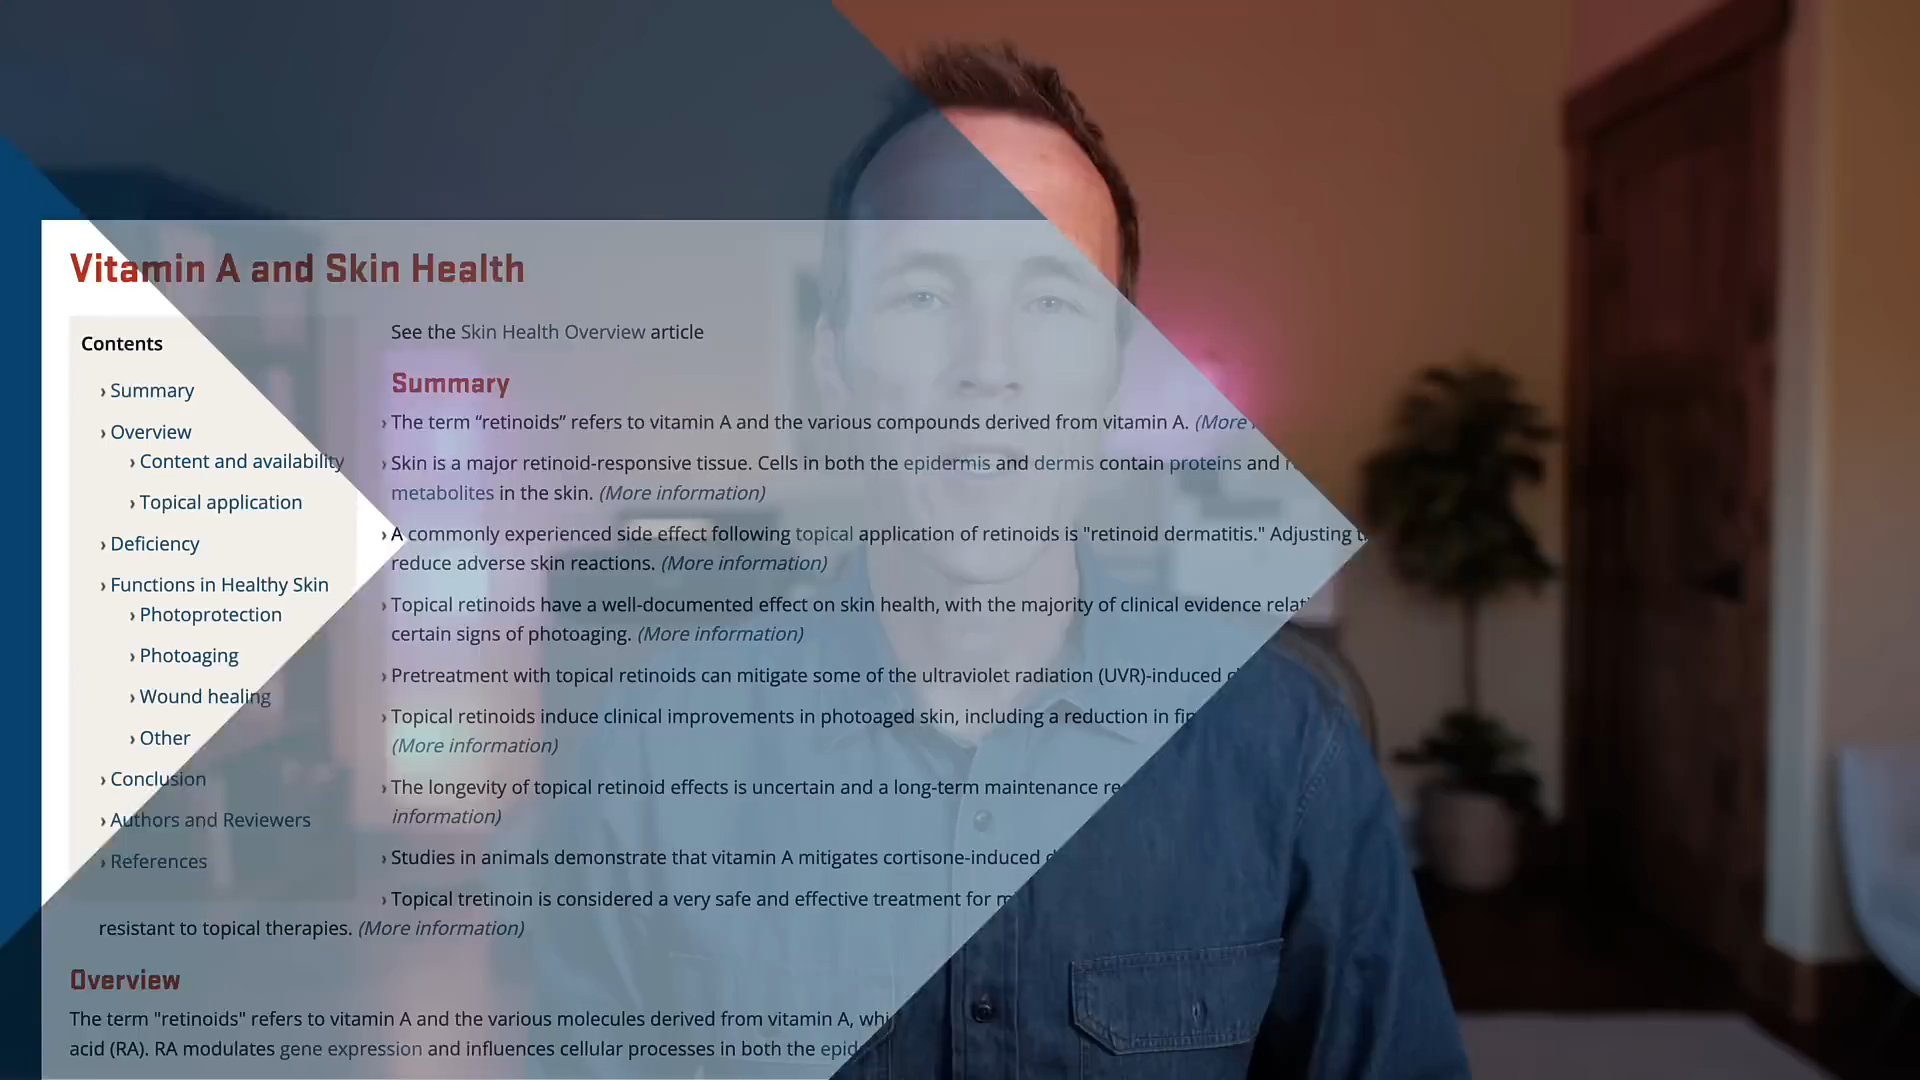 Vitamin A and Skin Health
Contents
› Summary
› Overview
› Content and availability
› Topical application
› Deficiency
› Functions in Healthy Skin
› Photoprotection
› Photoaging
› Wound healing
› Other
› Conclusion
› Authors and Reviewers
› References
See the Skin Health Overview article
Summary
› The term “retinoids” refers to vitamin A and the various compounds derived from vitamin A. (More
› Skin is a major retinoid-responsive tissue. Cells in both the epidermis and dermis contain proteins and
metabolites in the skin. (More information)
› A commonly experienced side effect following topical application of retinoids is "retinoid dermatitis." Adjusting
reduce adverse skin reactions. (More information)
› Topical retinoids have a well-documented effect on skin health, with the majority of clinical evidence
certain signs of photoaging. (More information)
› Pretreatment with topical retinoids can mitigate some of the ultraviolet radiation (UVR)-induced
› Topical retinoids induce clinical improvements in photoaged skin, including a reduction in
(More information)
› The longevity of topical retinoid effects is uncertain and a long-term maintenance
information)
› Studies in animals demonstrate that vitamin A mitigates cortisone-induced
› Topical tretinoin is considered a very safe and effective treatment for
resistant to topical therapies. (More information)
Overview
The term "retinoids" refers to vitamin A and the various molecules derived from vitamin A,
acid (RA). RA modulates gene expression and influences cellular processes in both the